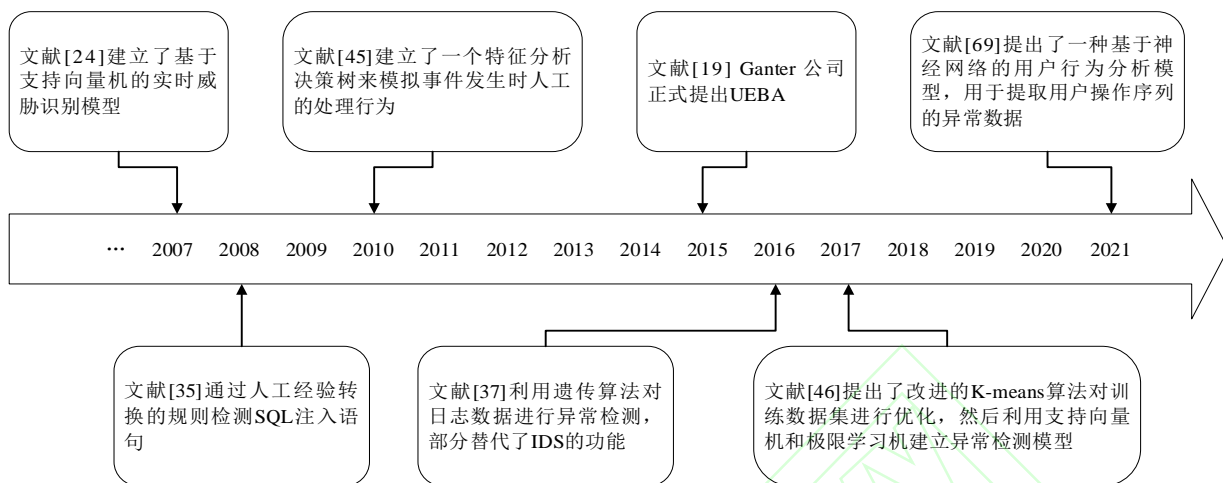 文献[24]建立了基于
支持向量机的实时威
胁识别模型
文献[45]建立了一个特征分析
决策树来模拟事件发生时人工
的处理行为
文献[19] Ganter 公司
正式提出UEBA
文献[69]提出了一种基于神
经网络的用户行为分析模
型，用于提取用户操作序列
的异常数据
… 2007 2008 2009 2010 2011 2012 2013 2014 2015 2016 2017 2018 2019 2020 2021
文献[35]通过人工经验转
换的规则检测SQL注入语
句
文献[37]利用遗传算法对
日志数据进行异常检测，
部分替代了IDS的功能
文献[46]提出了改进的K-means算法对训
练数据集进行优化，然后利用支持向量
机和极限学习机建立异常检测模型